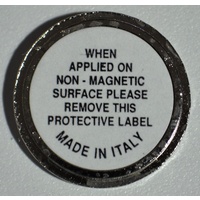 WHEN
APPLIED ON
NON - MAGNETIC
SURFACE PLEASE
REMOVE THIS
PROTECTIVE LABEL
MADE IN ITALY